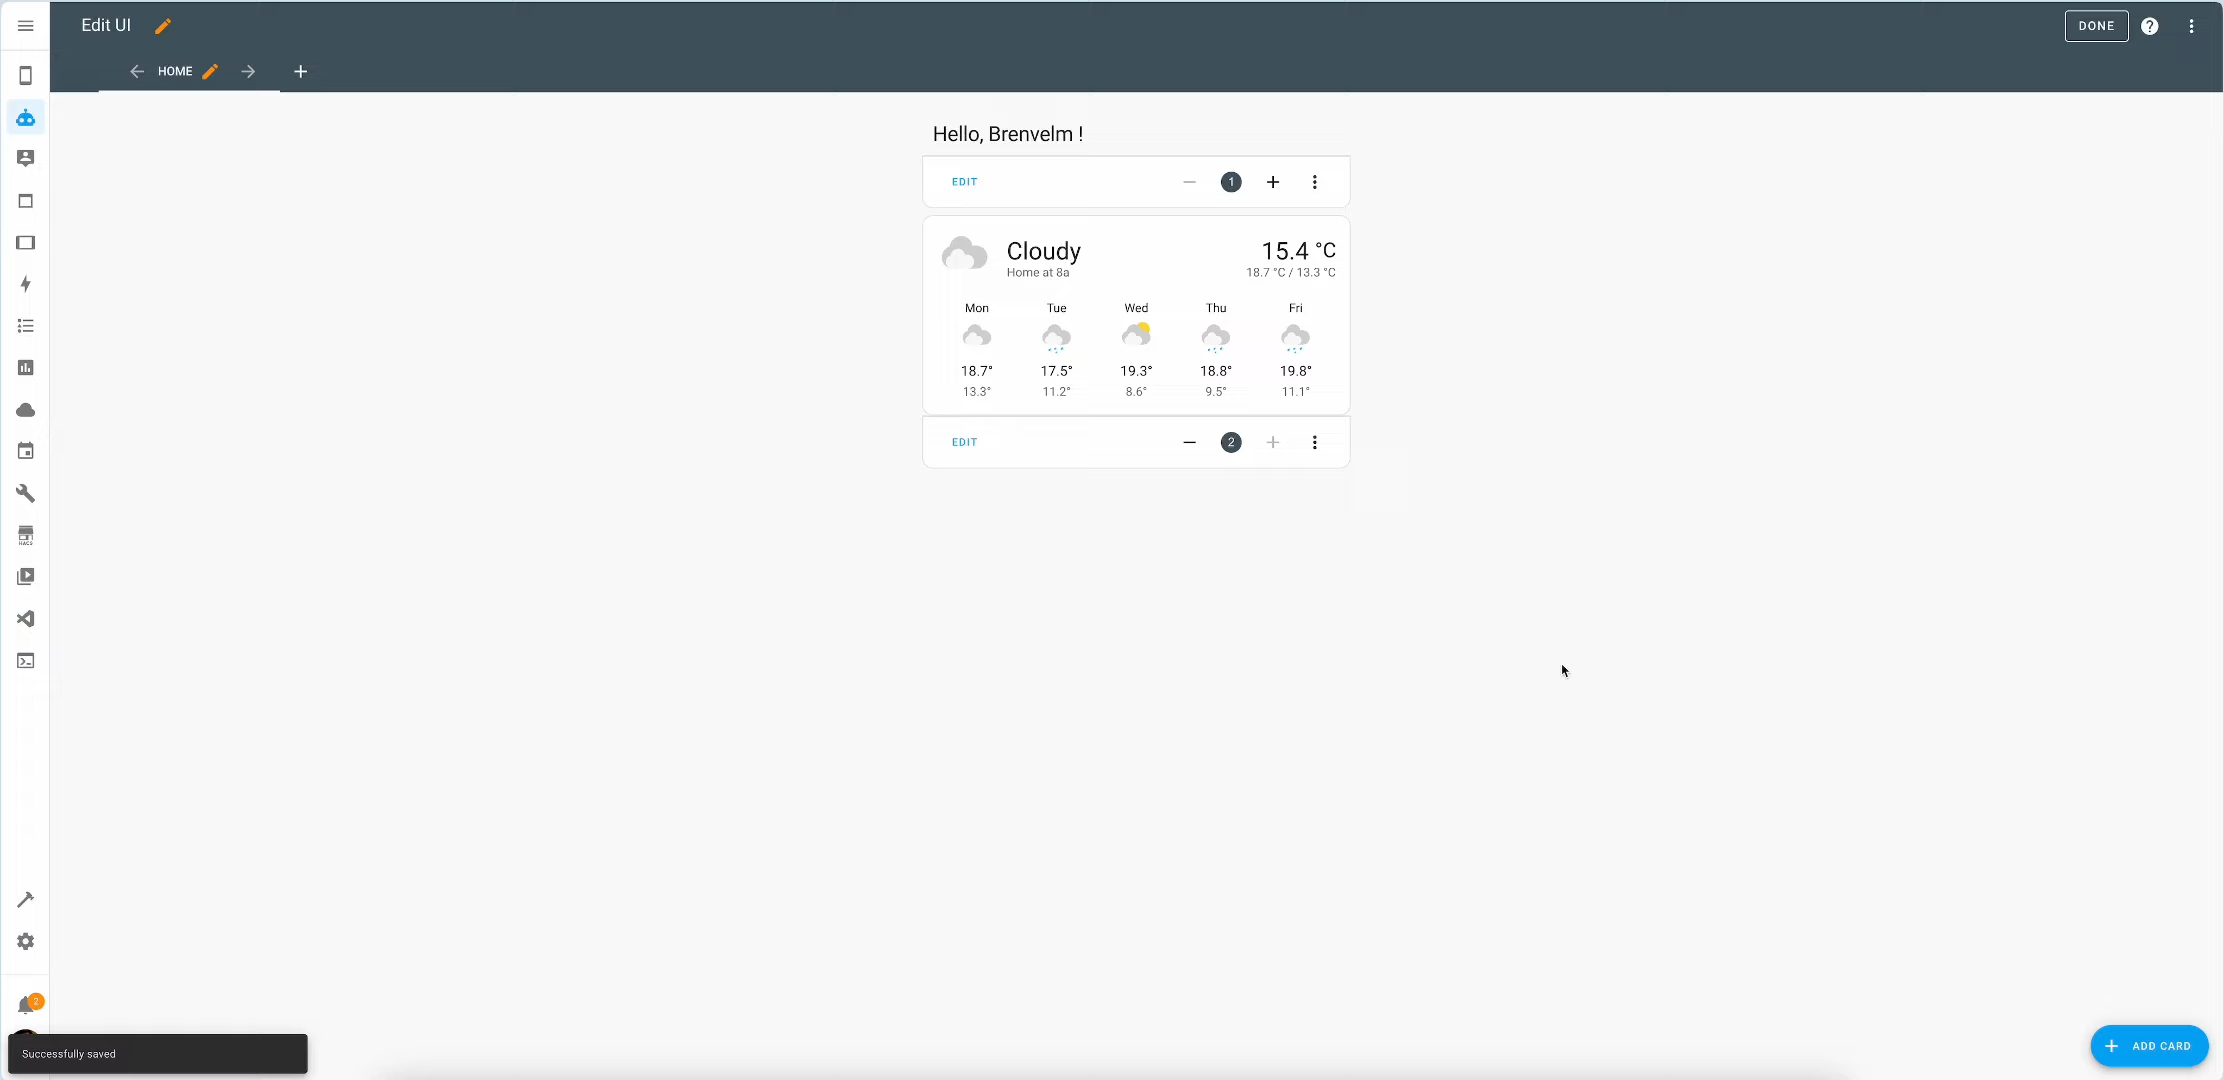 Edit UI
DONE
HOME
Hello, Brenvelm !
EDIT
1
Cloudy
15.4 °C
Home at 8a
18.7 °C / 13.3 °C
Mon Tue Wed Thu Fri
18.7° 17.5° 19.3° 18.8° 19.8°
13.3° 11.2° 8.6° 9.5° 11.1°
EDIT
2
HACS
2
Successfully saved
ADD CARD